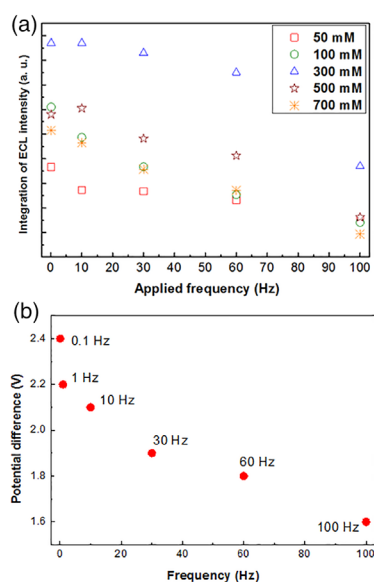 (a)
50 mM
100 mM
300 mM
500 mM
700 mM
Integration of ECL intensity (a. u.)
0 10 20 30 40 50 60 70 80 90 100
Applied frequency (Hz)
(b)
2.4
2.2
2.0
1.8
1.6
0.1 Hz
1 Hz
10 Hz
30 Hz
60 Hz
100 Hz
Potential difference (V)
0 20 40 60 80 100
Frequency (Hz)